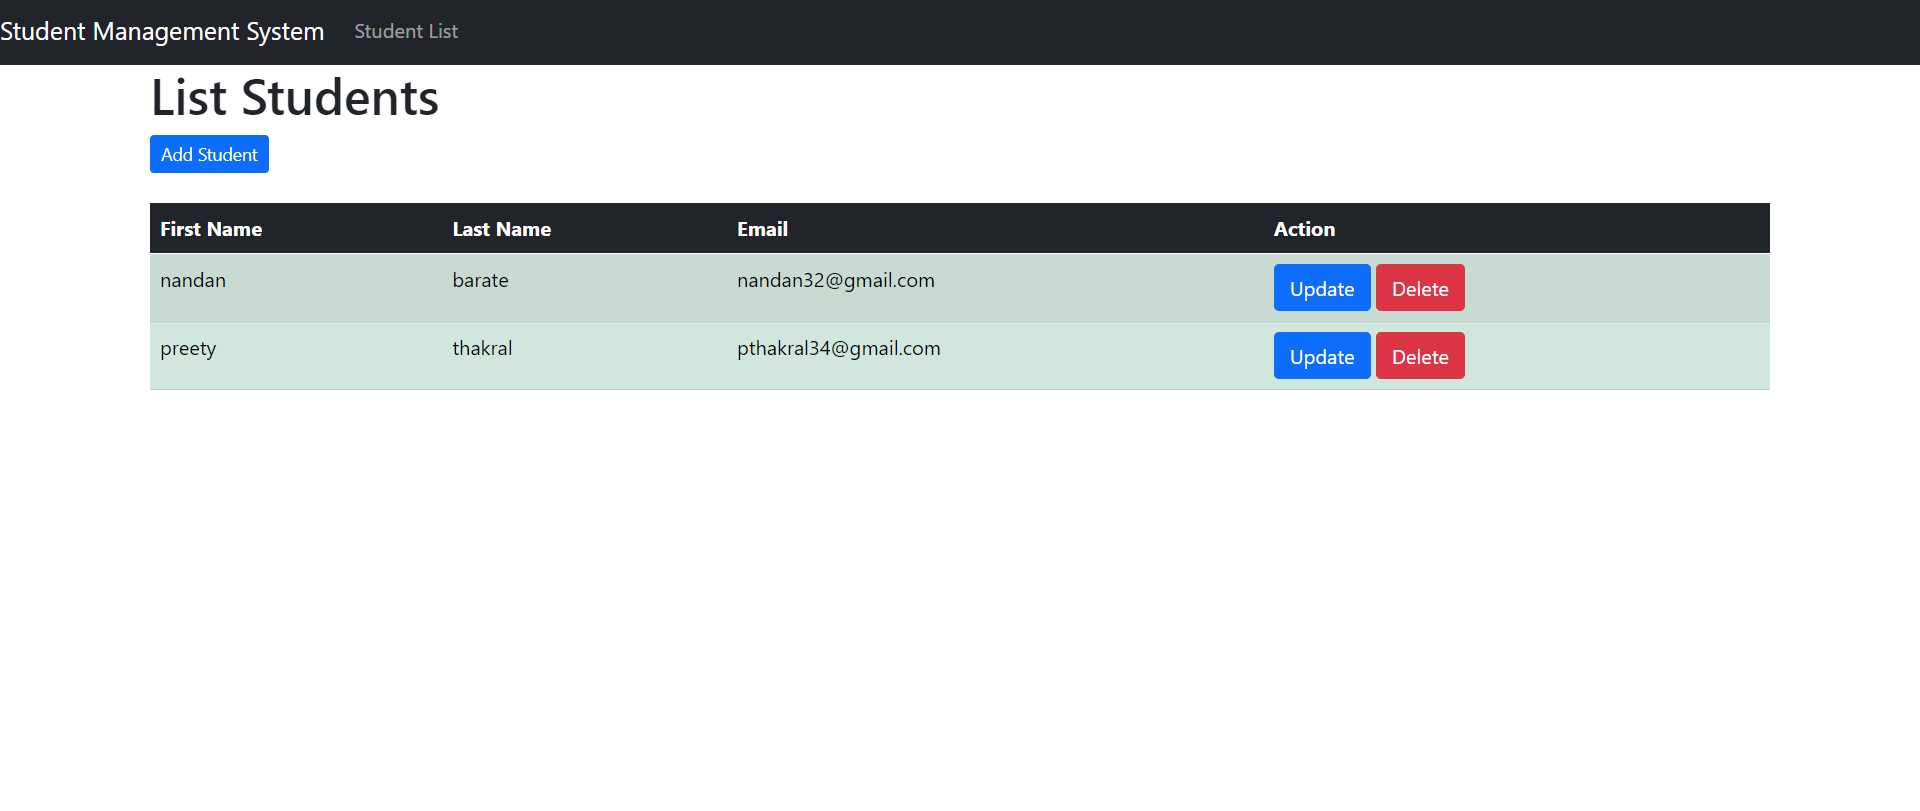 Student Management System Student List
List Students
Add Student
First Name Last Name Email Action
nandan barate nandan32@gmail.com Update Delete
preety thakral pthakral34@gmail.com Update Delete